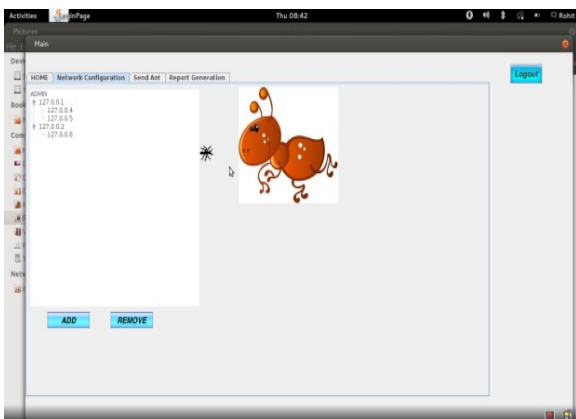 Activities
inPage
Thu 08:42
Rohit
Pictures
Main
Logout
HOME Network Configuration Send Ant Report Generation
ADMIN
127.0.0.1
127.0.0.4
127.0.0.5
127.0.0.2
127.0.0.6
ADD REMOVE